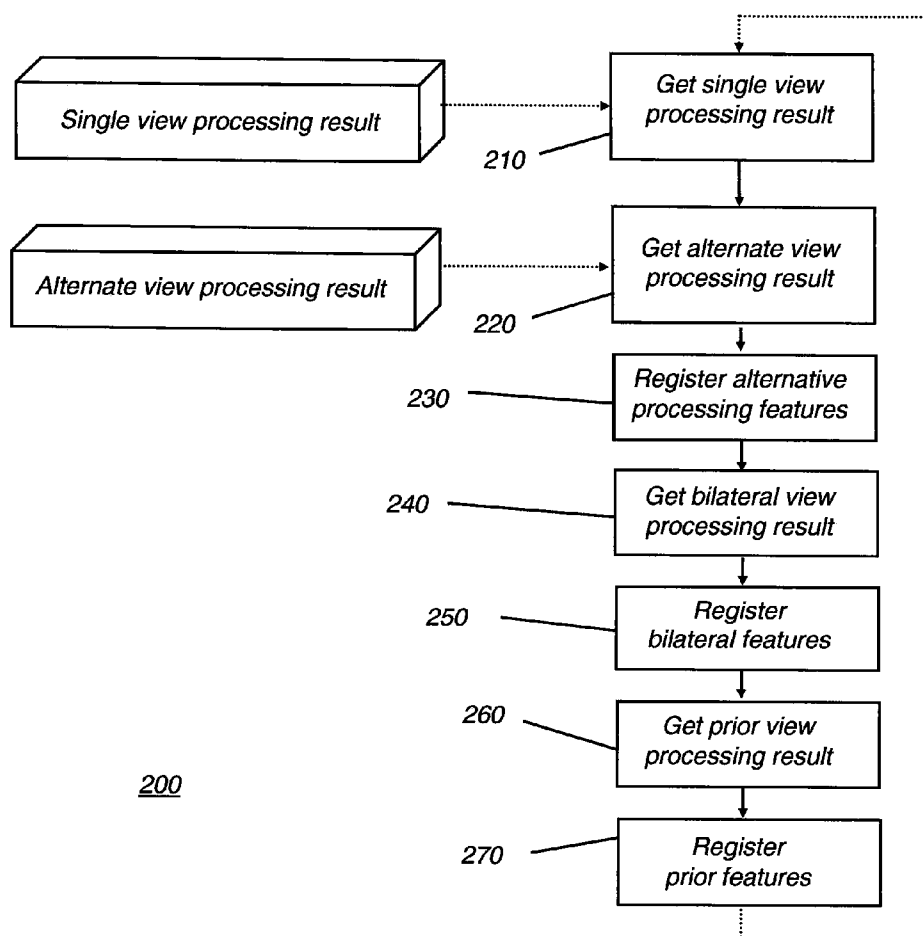 Single view processing result
Get single view
processing result
210
Alternate view processing result
Get alternate view
processing result
220
Register alternative
processing features
230
Get bilateral view
processing result
240
Register
bilateral features
250
Get prior view
processing result
260
200
Register
prior features
270